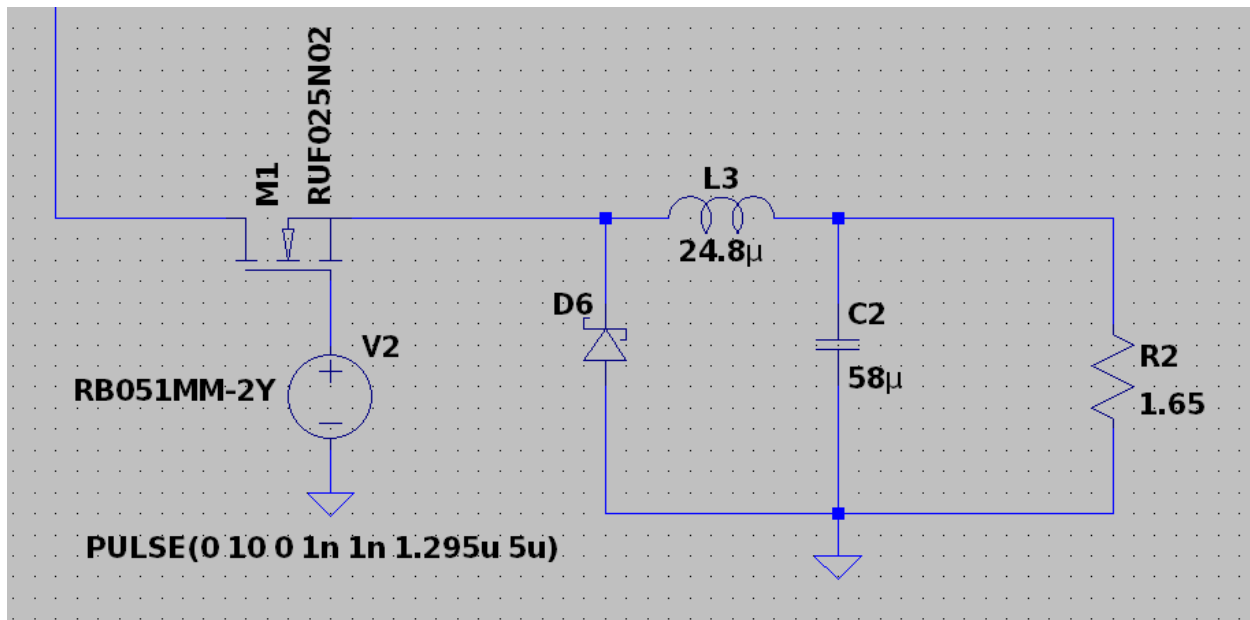 M1
RUF025N02
L3
24.8µ
D6
C2
58µ
V2
RB051MM-2Y
R2
1.65
PULSE(0 10 0 1n 1n 1.295u 5u)